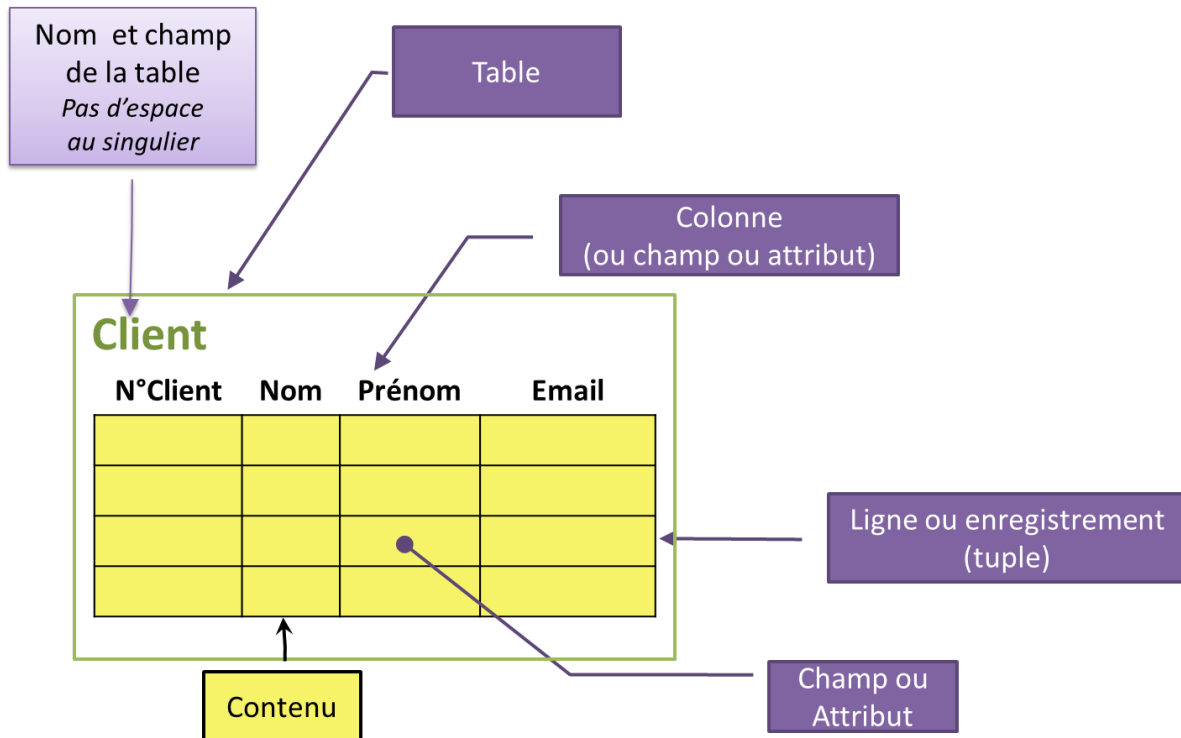 Nom et champ
de la table
Pas d’espace
au singulier
Table
Colonne
(ou champ ou attribut)
Client
N°Client Nom Prénom Email
Ligne ou enregistrement
(tuple)
Champ ou
Attribut
Contenu